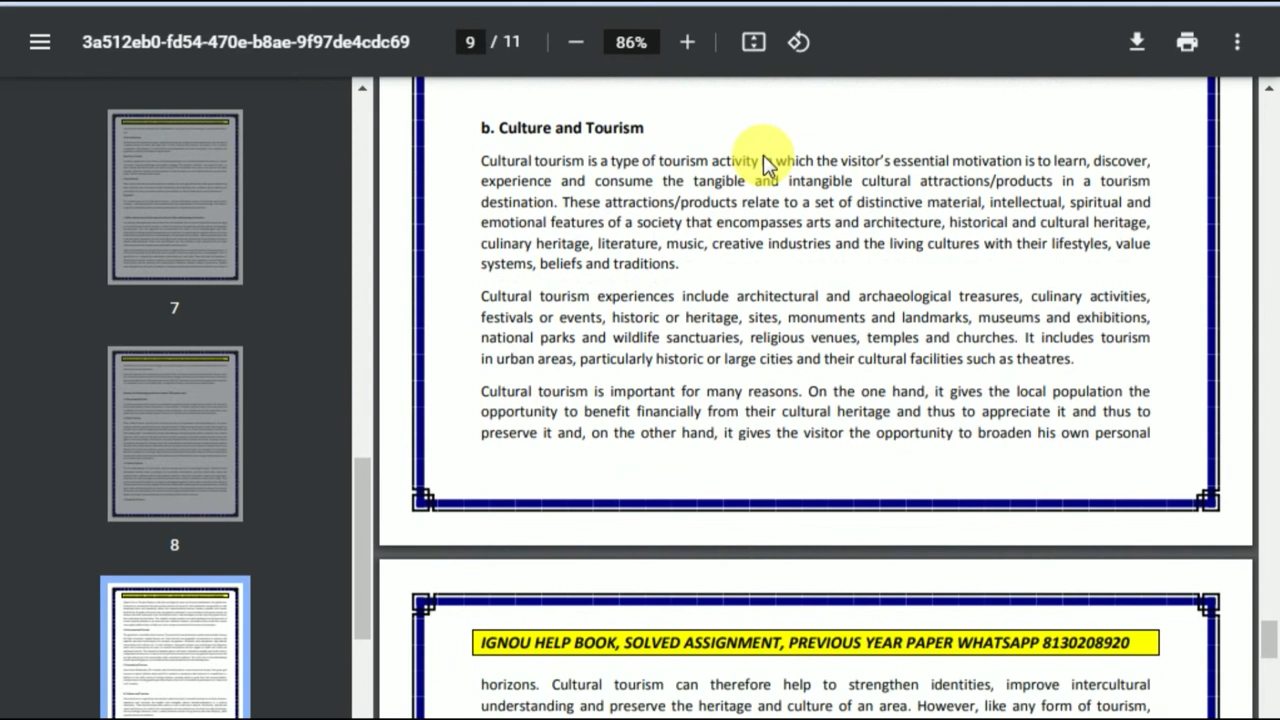 3a512eb0-fd54-470e-b8ae-9f97de4cdc69
9 / 11
86%
7
8
b. Culture and Tourism
Cultural tourism is a type of tourism activity in which the visitor's essential motivation is to learn, discover,
experience and consume the tangible and intangible cultural attractions/products in a tourism
destination. These attractions/products relate to a set of distinctive material, intellectual, spiritual and
emotional features of a society that encompasses arts and architecture, historical and cultural heritage,
culinary heritage, literature, music, creative industries and the living cultures with their lifestyles, value
systems, beliefs and traditions.
Cultural tourism experiences include architectural and archaeological treasures, culinary activities,
festivals or events, historic or heritage, sites, monuments and landmarks, museums and exhibitions,
national parks and wildlife sanctuaries, religious venues, temples and churches. It includes tourism
in urban areas, particularly historic or large cities and their cultural facilities such as theatres.
Cultural tourism is important for many reasons. On the one hand, it gives the local population the
opportunity to benefit financially from their cultural heritage and thus to appreciate it and thus to
preserve it and, on the other hand, it gives the visitor the opportunity to broaden his own personal
IGNOU HELP SOLVED ASSIGNMENT, PREPARED PAPER WHATSAPP 8130208920
horizons. Cultural tourism can therefore help to strengthen identities, improve intercultural
understanding the heritage and culture of an area. However, like any form of tourism,